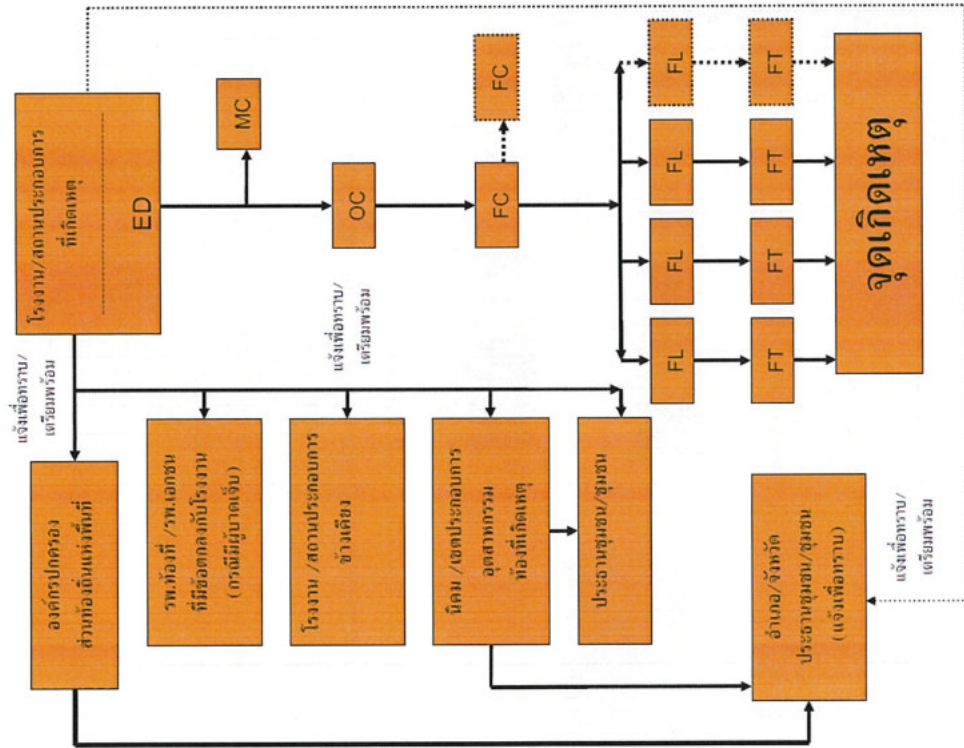 โรงงาน/สถานประกอบการ
ที่เกิดเหตุ
ED
MC
OC
FC
FC
FL
FL
FL
FL
FT
FT
FT
FT
จุดเกิดเหตุ
แจ้งเพื่อทราบ/
เตรียมพร้อม
แจ้งเพื่อทราบ/
เตรียมพร้อม
องค์กรปกครอง
ส่วนท้องถิ่นแห่งพื้นที่
รพ.ท้องที่ /รพ.เอกชน
ที่มีข้อตกลงกับโรงงาน
(กรณีมีผู้บาดเจ็บ)
โรงงาน /สถานประกอบการ
ข้างเคียง
นิคม /เขตประกอบการ
อุตสาหกรรม
ท้องที่เกิดเหตุ
ประธานชุมชน/ชุมชน
อำเภอ/จังหวัด
ประธานชุมชน/ชุมชน
(แจ้งเพื่อทราบ)
แจ้งเพื่อทราบ/
เตรียมพร้อม